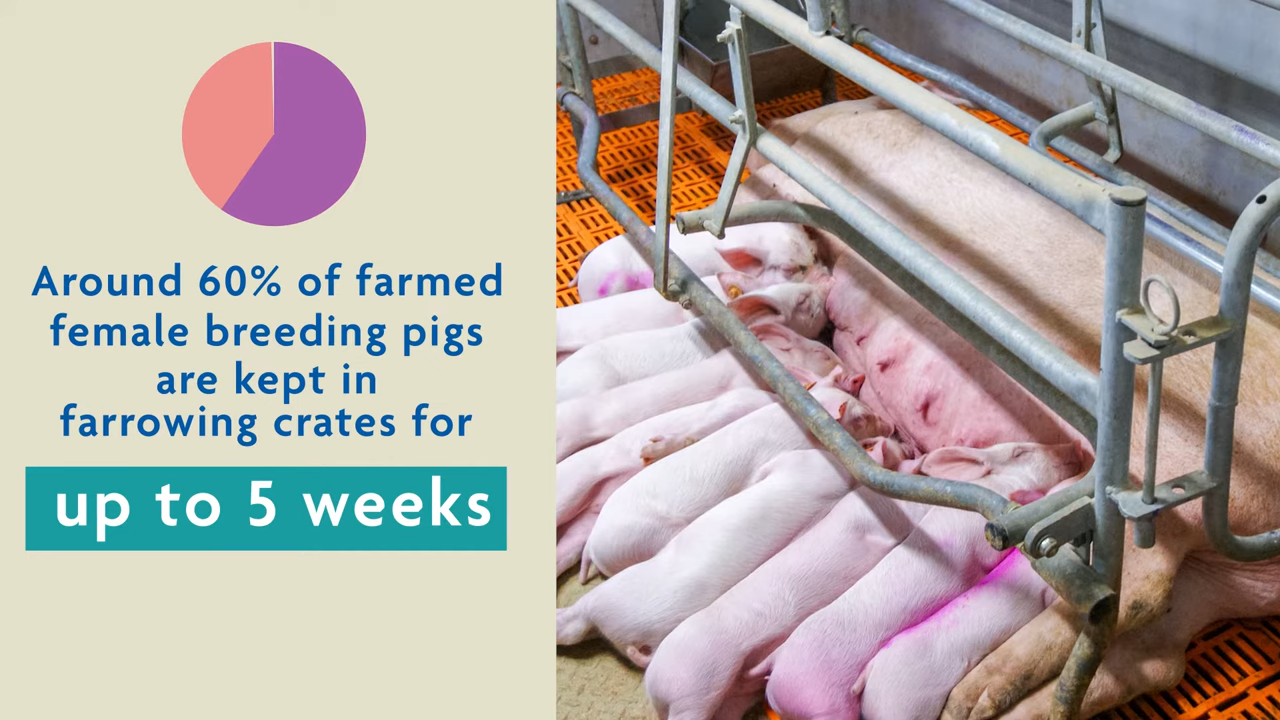 Around 60% of farmed
female breeding pigs
are kept in
farrowing crates for
up to 5 weeks